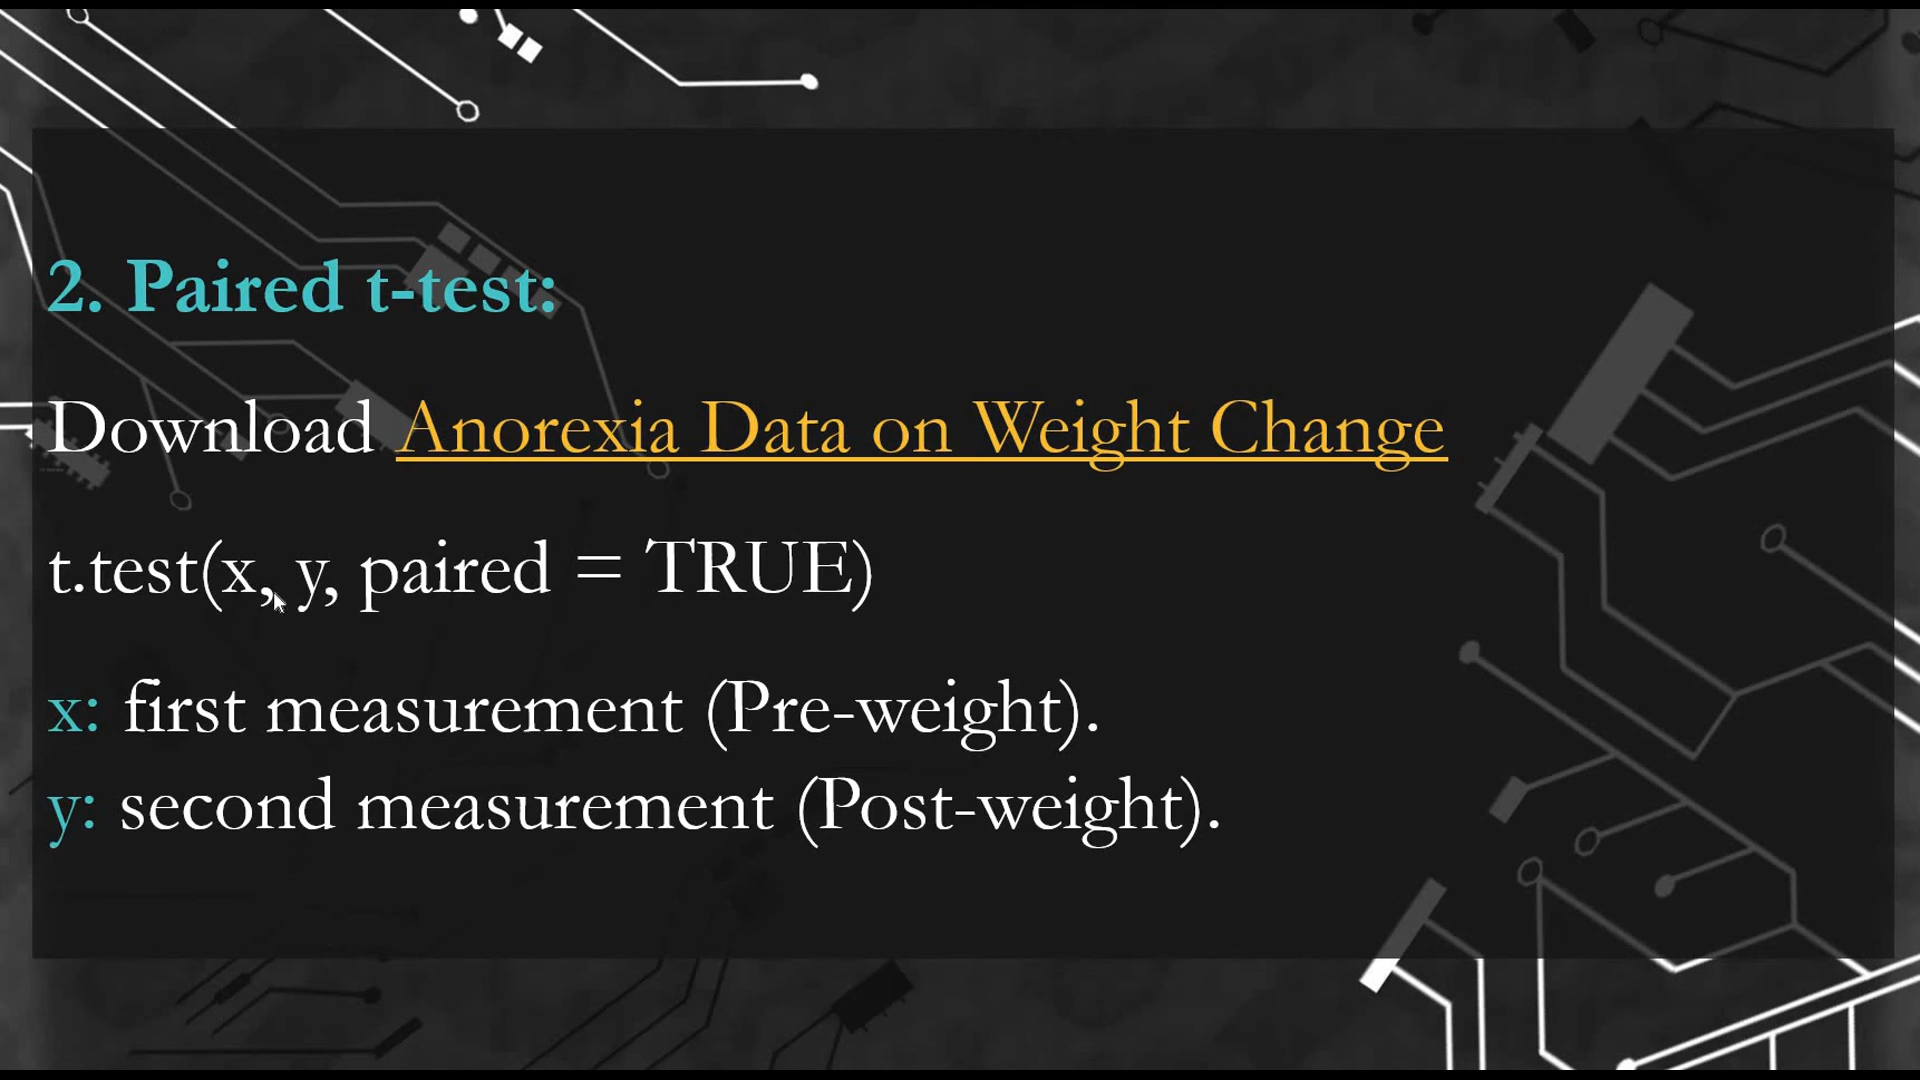 2. Paired t-test:
Download Anorexia Data on Weight Change
t.test(x, y, paired = TRUE)
x: first measurement (Pre-weight).
y: second measurement (Post-weight).